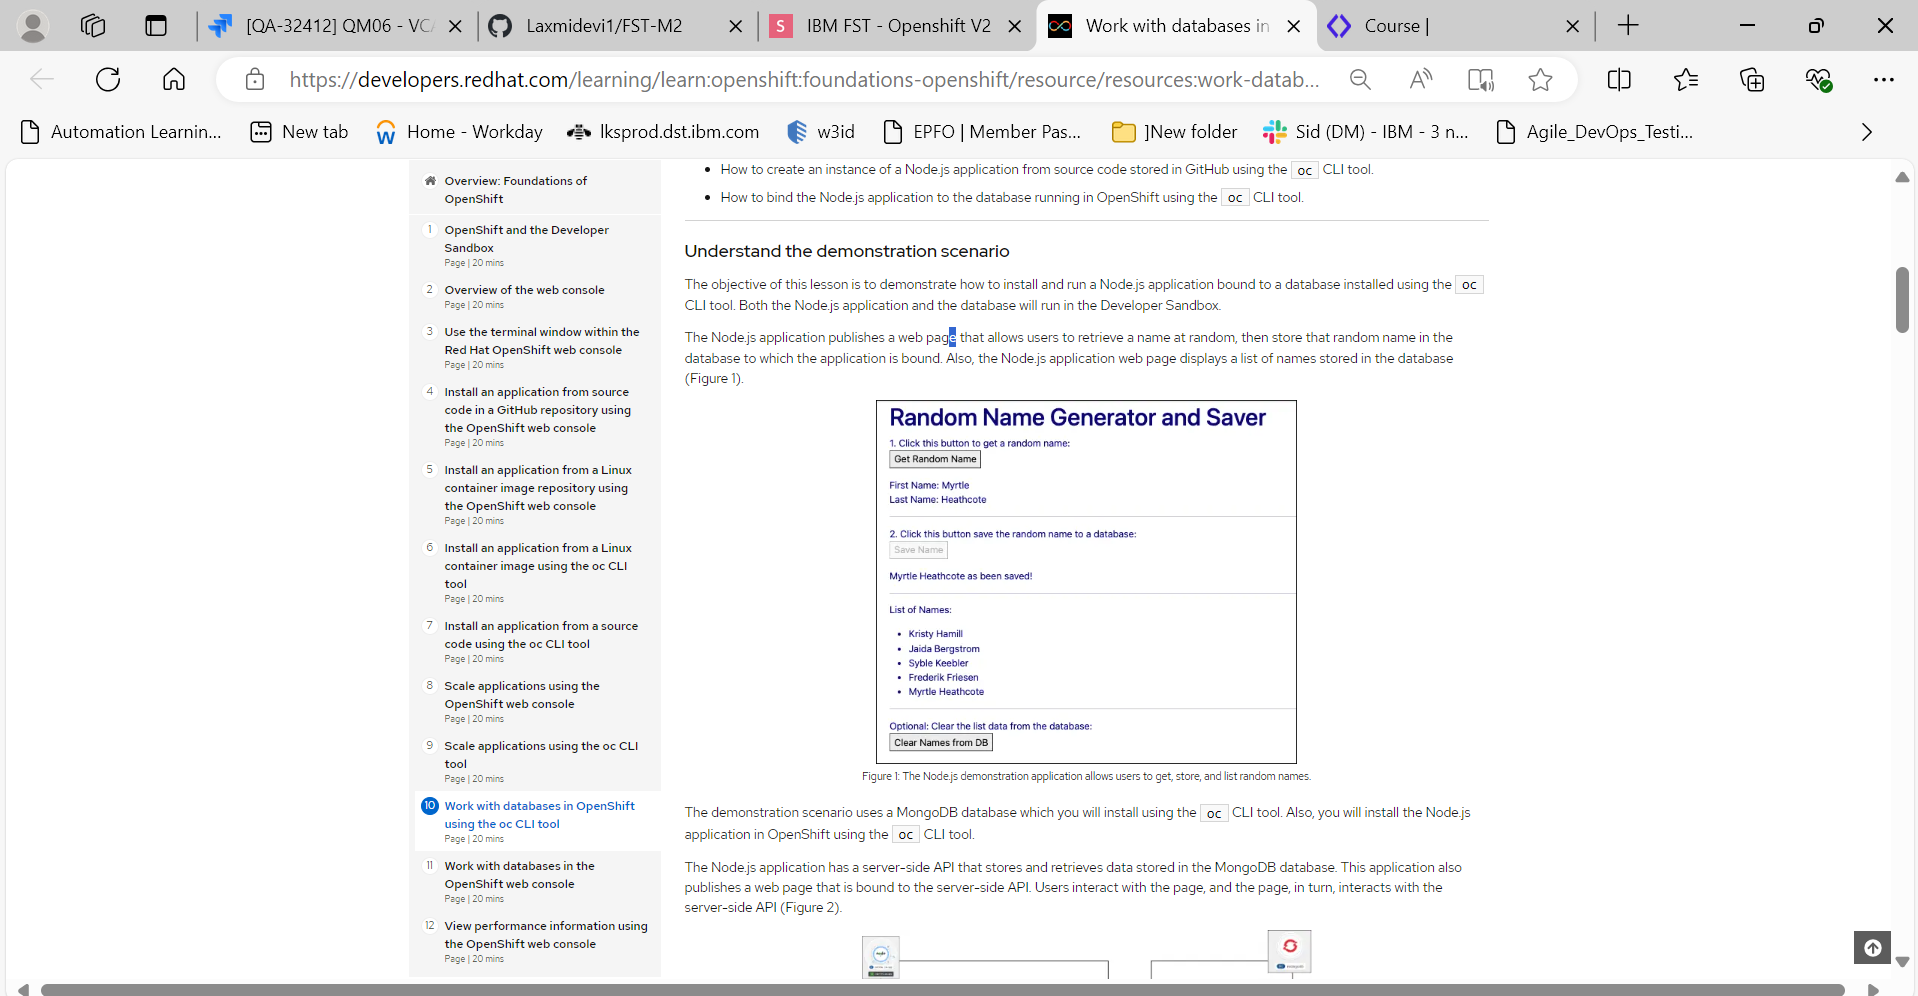 [QA-32412] QM06 - VCA
Laxmidevi1/FST-M2
S
IBM FST - Openshift V2
Work with databases in
Course |
https://developers.redhat.com/learning/learn:openshift:foundations-openshift/resource/resources:work-datab...
Automation Learnin...
New tab
Home - Workday
lksprod.dst.ibm.com
w3id
EPFO | Member Pas...
]New folder
Sid (DM) - IBM - 3 n...
Agile_DevOps_Testi...
Overview: Foundations of
OpenShift
1 OpenShift and the Developer
Sandbox
Page | 20 mins
2 Overview of the web console
Page | 20 mins
3 Use the terminal window within the
Red Hat OpenShift web console
Page | 20 mins
4 Install an application from source
code in a GitHub repository using
the OpenShift web console
Page | 20 mins
5 Install an application from a Linux
container image repository using
the OpenShift web console
Page | 20 mins
6 Install an application from a Linux
container image using the oc CLI
tool
Page | 20 mins
7 Install an application from a source
code using the oc CLI tool
Page | 20 mins
8 Scale applications using the
OpenShift web console
Page | 20 mins
9 Scale applications using the oc CLI
tool
Page | 20 mins
10 Work with databases in OpenShift
using the oc CLI tool
Page | 20 mins
11 Work with databases in the
OpenShift web console
Page | 20 mins
12 View performance information using
the OpenShift web console
Page | 20 mins
• How to create an instance of a Node.js application from source code stored in GitHub using the oc CLI tool.
• How to bind the Node.js application to the database running in OpenShift using the oc CLI tool.
Understand the demonstration scenario
The objective of this lesson is to demonstrate how to install and run a Node.js application bound to a database installed using the oc
CLI tool. Both the Node.js application and the database will run in the Developer Sandbox.
The Node.js application publishes a web page that allows users to retrieve a name at random, then store that random name in the
database to which the application is bound. Also, the Node.js application web page displays a list of names stored in the database
(Figure 1).
Random Name Generator and Saver
1. Click this button to get a random name:
Get Random Name
First Name: Myrtle
Last Name: Heathcote
2. Click this button save the random name to a database:
Save Name
Myrtle Heathcote as been saved!
List of Names:
• Kristy Hamill
• Jaida Bergstrom
• Syble Keebler
• Frederik Friesen
• Myrtle Heathcote
Optional: Clear the list data from the database:
Clear Names from DB
Figure 1: The Node.js demonstration application allows users to get, store, and list random names.
The demonstration scenario uses a MongoDB database which you will install using the oc CLI tool. Also, you will install the Node.js
application in OpenShift using the oc CLI tool.
The Node.js application has a server-side API that stores and retrieves data stored in the MongoDB database. This application also
publishes a web page that is bound to the server-side API. Users interact with the page, and the page, in turn, interacts with the
server-side API (Figure 2).